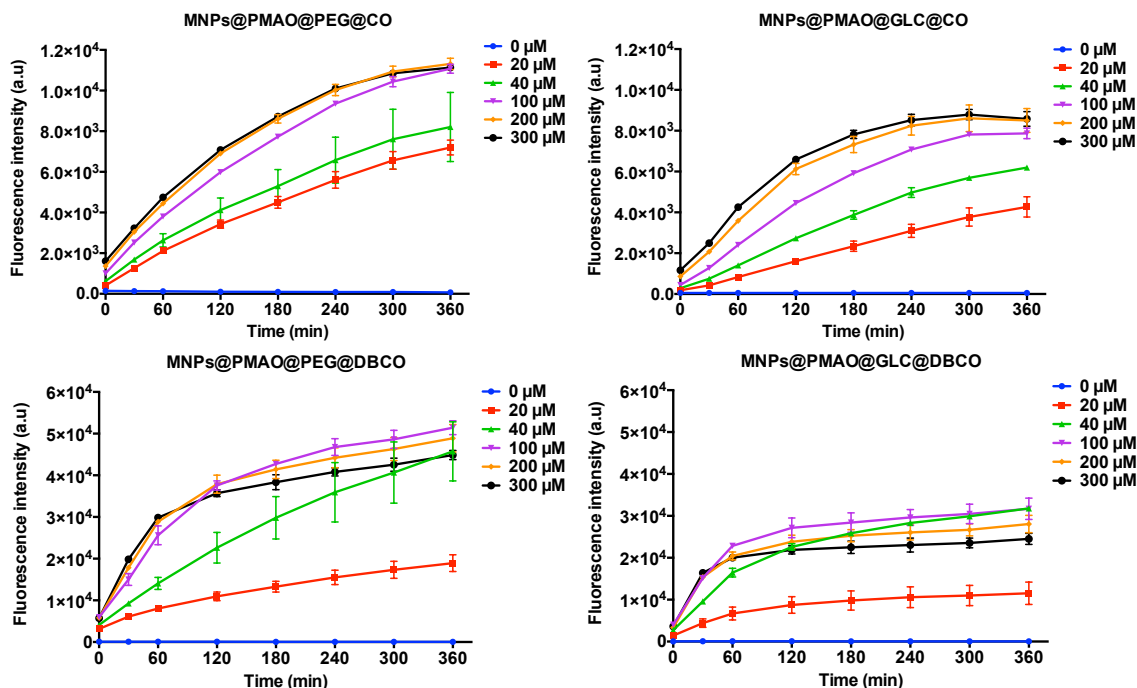 MNPs@PMAO@PEG@CO
Fluorescence intensity (a.u)
1.2×10⁴
1.0×10⁴
8.0×10³
6.0×10³
4.0×10³
2.0×10³
0.0
0 60 120 180 240 300 360
Time (min)
0 µM
20 µM
40 µM
100 µM
200 µM
300 µM
MNPs@PMAO@GLC@CO
Fluorescence intensity (a.u)
1.2×10⁴
1.0×10⁴
8.0×10³
6.0×10³
4.0×10³
2.0×10³
0.0
0 60 120 180 240 300 360
Time (min)
0 µM
20 µM
40 µM
100 µM
200 µM
300 µM
MNPs@PMAO@PEG@DBCO
Fluorescence intensity (a.u)
6×10⁴
5×10⁴
4×10⁴
3×10⁴
2×10⁴
1×10⁴
0
0 60 120 180 240 300 360
Time (min)
0 µM
20 µM
40 µM
100 µM
200 µM
300 µM
MNPs@PMAO@GLC@DBCO
Fluorescence intensity (a.u)
6×10⁴
5×10⁴
4×10⁴
3×10⁴
2×10⁴
1×10⁴
0
0 60 120 180 240 300 360
Time (min)
0 µM
20 µM
40 µM
100 µM
200 µM
300 µM